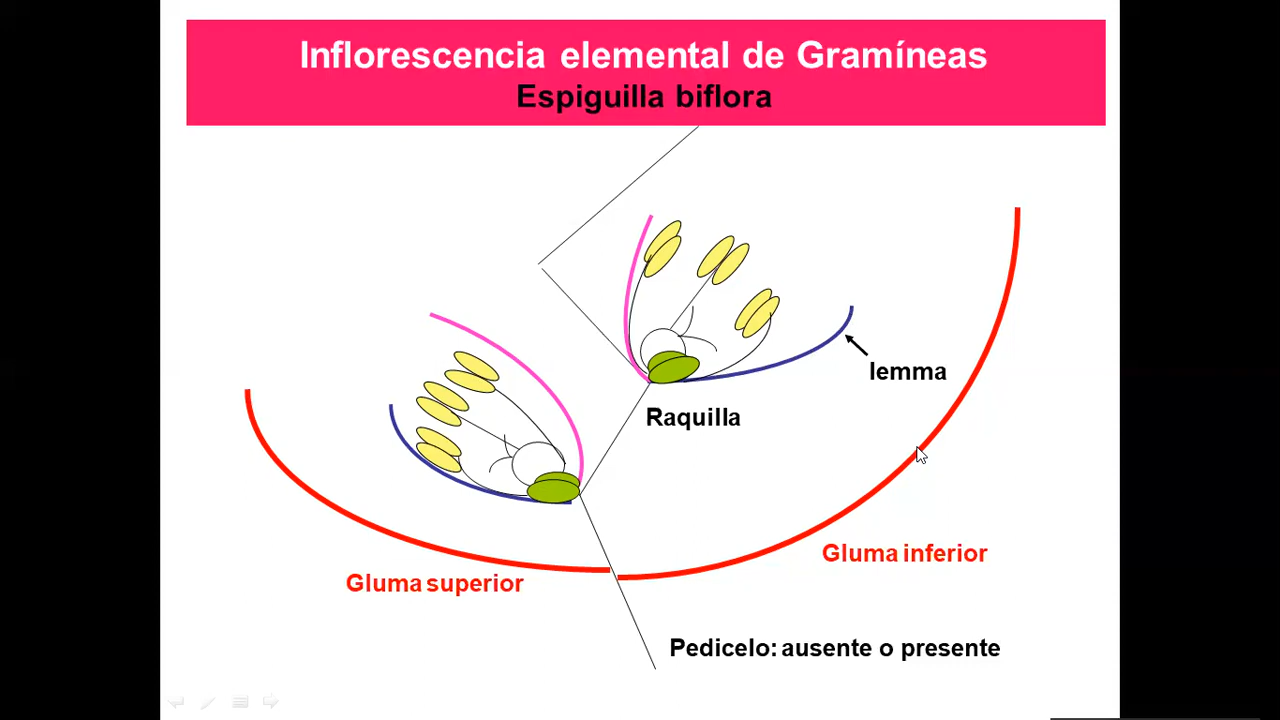 Inflorescencia elemental de Gramíneas
Espiguilla biflora
lemma
Raquilla
Gluma inferior
Gluma superior
Pedicelo: ausente o presente